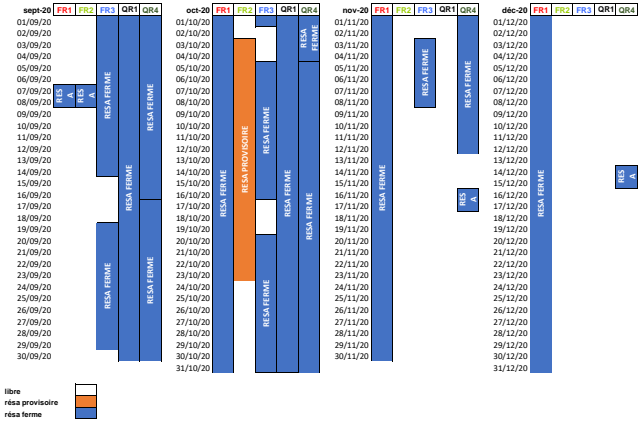 sept-20 FR1 FR2 FR3 QR1 QR4 oct-20 FR1 FR2 FR3 QR1 QR4 nov-20 FR1 FR2 FR3 QR1 QR4 déc-20 FR1 FR2 FR3 QR1 QR4
01/09/20 01/10/20 01/11/20 01/12/20
02/09/20 02/10/20 02/11/20 02/12/20
03/09/20 03/10/20 03/11/20 03/12/20
04/09/20 04/10/20 04/11/20 04/12/20
05/09/20 05/10/20 05/11/20 05/12/20
06/09/20 06/10/20 06/11/20 06/12/20
07/09/20 07/10/20 07/11/20 07/12/20
08/09/20 08/10/20 08/11/20 08/12/20
09/09/20 09/10/20 09/11/20 09/12/20
10/09/20 10/10/20 10/11/20 10/12/20
11/09/20 11/10/20 11/11/20 11/12/20
12/09/20 12/10/20 12/11/20 12/12/20
13/09/20 13/10/20 13/11/20 13/12/20
14/09/20 14/10/20 14/11/20 14/12/20
15/09/20 15/10/20 15/11/20 15/12/20
16/09/20 16/10/20 16/11/20 16/12/20
17/09/20 17/10/20 17/11/20 17/12/20
18/09/20 18/10/20 18/11/20 18/12/20
19/09/20 19/10/20 19/11/20 19/12/20
20/09/20 20/10/20 20/11/20 20/12/20
21/09/20 21/10/20 21/11/20 21/12/20
22/09/20 22/10/20 22/11/20 22/12/20
23/09/20 23/10/20 23/11/20 23/12/20
24/09/20 24/10/20 24/11/20 24/12/20
25/09/20 25/10/20 25/11/20 25/12/20
26/09/20 26/10/20 26/11/20 26/12/20
27/09/20 27/10/20 27/11/20 27/12/20
28/09/20 28/10/20 28/11/20 28/12/20
29/09/20 29/10/20 29/11/20 29/12/20
30/09/20 30/10/20 30/11/20 30/12/20
31/10/20 31/12/20
RES
A
RES
A
RESA FERME
RESA FERME
RESA FERME
RESA FERME
RESA FERME
RESA FERME
RESA PROVISOIRE
RESA FERME
RESA FERME
RESA FERME
RESA
FERME
RESA FERME
RESA FERME
RESA FERME
RESA FERME
RES
A
RESA FERME
RES
A
libre
résa provisoire
résa ferme